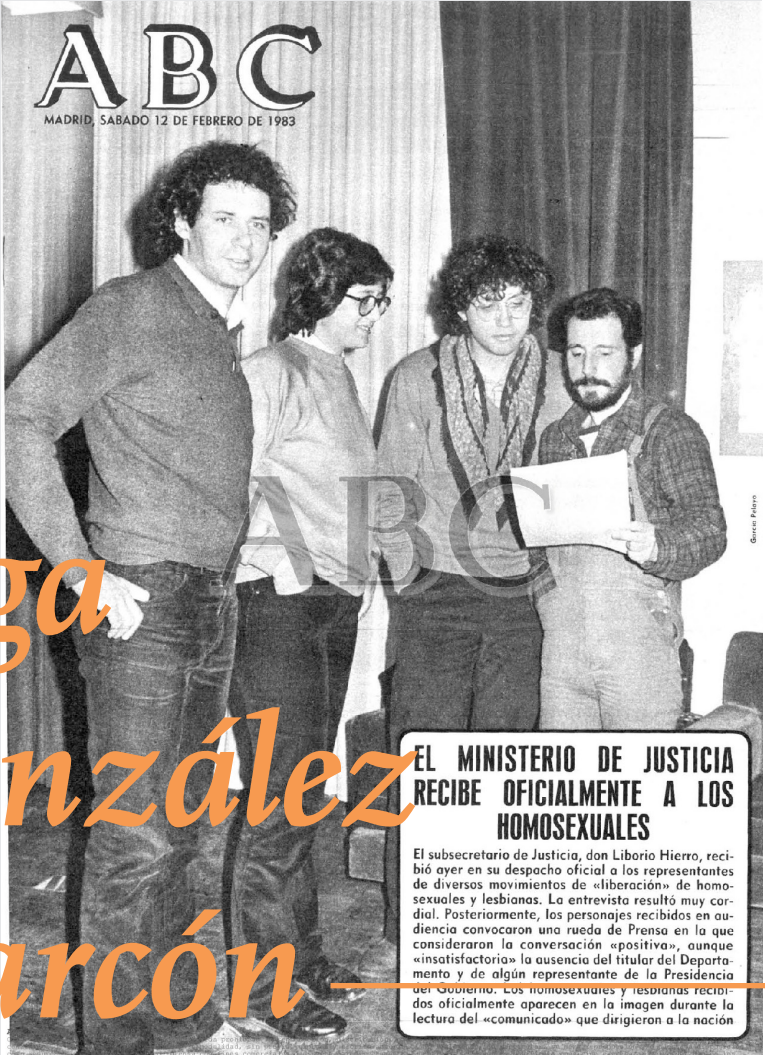 ABC
MADRID, SABADO 12 DE FEBRERO DE 1983
ABC
García Pelayo
ga
nzález
arcón
EL MINISTERIO DE JUSTICIA
RECIBE OFICIALMENTE A LOS
HOMOSEXUALES
El subsecretario de Justicia, don Liborio Hierro, reci-
bió ayer en su despacho oficial a los representantes
de diversos movimientos de «liberación» de homo-
sexuales y lesbianas. La entrevista resultó muy cor-
dial. Posteriormente, los personajes recibidos en au-
diencia convocaron una rueda de Prensa en la que
consideraron la conversación «positiva», aunque
«insatisfactoria» la ausencia del titular del Departa-
mento y de algún representante de la Presidencia
del Gobierno. Los homosexuales y lesbianas recibi-
dos oficialmente aparecen en la imagen durante la
lectura del «comunicado» que dirigieron a la nación